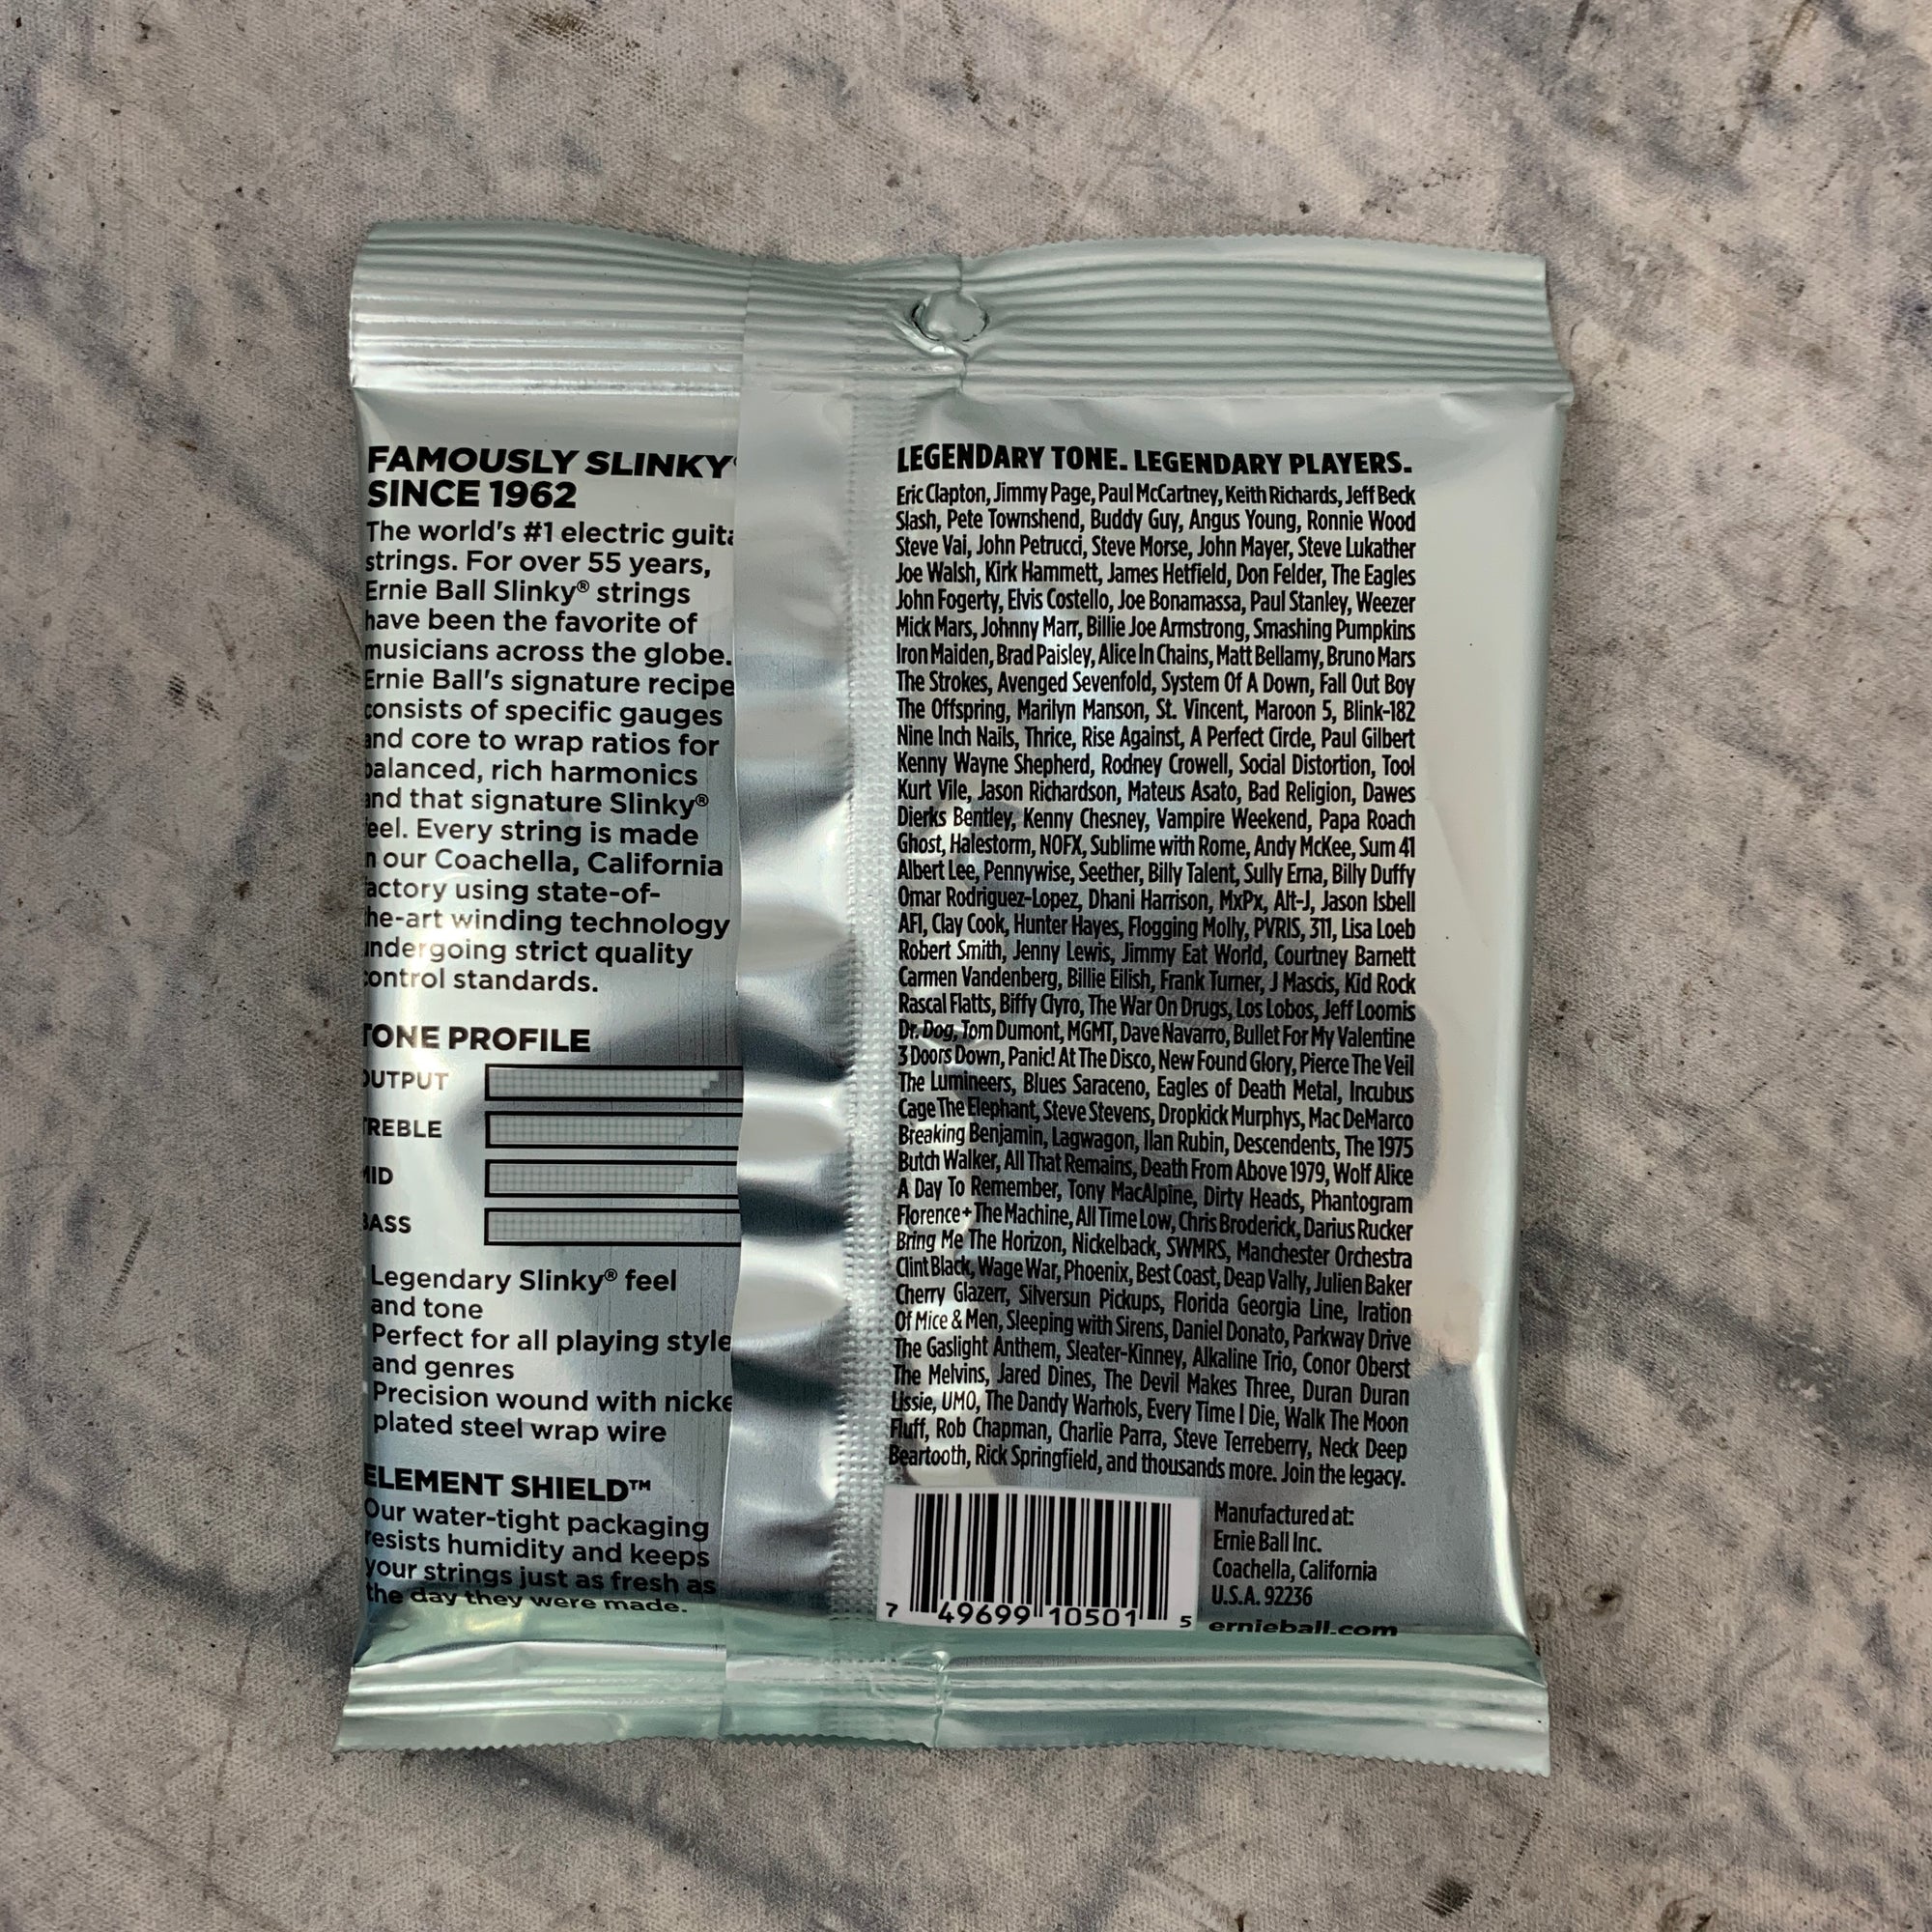 FAMOUSLY SLINKY
SINCE 1962
The world's #1 electric guita
strings. For over 55 years,
Ernie Ball Slinky® strings
have been the favorite of
musicians across the globe.
Ernie Ball's signature recipe
consists of specific gauges
and core to wrap ratios for
balanced, rich harmonics
and that signature Slinky®
eel. Every string is made
n our Coachella, California
factory using state-of-
he-art winding technology
undergoing strict quality
control standards.
TONE PROFILE
OUTPUT
TREBLE
MID
BASS
Legendary Slinky® feel
and tone
Perfect for all playing style
and genres
Precision wound with nicke
plated steel wrap wire
ELEMENT SHIELD™
Our water-tight packaging
resists humidity and keeps
your strings just as fresh as
the day they were made.
LEGENDARY TONE. LEGENDARY PLAYERS.
Eric Clapton, Jimmy Page, Paul McCartney, Keith Richards, Jeff Beck
Slash, Pete Townshend, Buddy Guy, Angus Young, Ronnie Wood
Steve Vai, John Petrucci, Steve Morse, John Mayer, Steve Lukather
Joe Walsh, Kirk Hammett, James Hetfield, Don Felder, The Eagles
John Fogerty, Elvis Costello, Joe Bonamassa, Paul Stanley, Weezer
Mick Mars, Johnny Marr, Billie Joe Armstrong, Smashing Pumpkins
Iron Maiden, Brad Paisley, Alice In Chains, Matt Bellamy, Bruno Mars
The Strokes, Avenged Sevenfold, System Of A Down, Fall Out Boy
The Offspring, Marilyn Manson, St. Vincent, Maroon 5, Blink-182
Nine Inch Nails, Thrice, Rise Against, A Perfect Circle, Paul Gilbert
Kenny Wayne Shepherd, Rodney Crowell, Social Distortion, Tool
Kurt Vile, Jason Richardson, Mateus Asato, Bad Religion, Dawes
Dierks Bentley, Kenny Chesney, Vampire Weekend, Papa Roach
Ghost, Halestorm, NOFX, Sublime with Rome, Andy McKee, Sum 41
Albert Lee, Pennywise, Seether, Billy Talent, Sully Erna, Billy Duffy
Omar Rodriguez-Lopez, Dhani Harrison, MxPx, Alt-J, Jason Isbell
AFI, Clay Cook, Hunter Hayes, Flogging Molly, PVRIS, 311, Lisa Loeb
Robert Smith, Jenny Lewis, Jimmy Eat World, Courtney Barnett
Carmen Vandenberg, Billie Eilish, Frank Turner, J Mascis, Kid Rock
Rascal Flatts, Biffy Clyro, The War On Drugs, Los Lobos, Jeff Loomis
Dr. Dog, Tom Dumont, MGMT, Dave Navarro, Bullet For My Valentine
3 Doors Down, Panic! At The Disco, New Found Glory, Pierce The Veil
The Lumineers, Blues Saraceno, Eagles of Death Metal, Incubus
Cage The Elephant, Steve Stevens, Dropkick Murphys, Mac DeMarco
Breaking Benjamin, Lagwagon, Ilan Rubin, Descendents, The 1975
Butch Walker, All That Remains, Death From Above 1979, Wolf Alice
A Day To Remember, Tony MacAlpine, Dirty Heads, Phantogram
Florence + The Machine, All Time Low, Chris Broderick, Darius Rucker
Bring Me The Horizon, Nickelback, SWMRS, Manchester Orchestra
Clint Black, Wage War, Phoenix, Best Coast, Deap Vally, Julien Baker
Cherry Glazerr, Silversun Pickups, Florida Georgia Line, Iration
Of Mice & Men, Sleeping with Sirens, Daniel Donato, Parkway Drive
The Gaslight Anthem, Sleater-Kinney, Alkaline Trio, Conor Oberst
The Melvins, Jared Dines, The Devil Makes Three, Duran Duran
Lissie, UMO, The Dandy Warhols, Every Time I Die, Walk The Moon
Fluff, Rob Chapman, Charlie Parra, Steve Terreberry, Neck Deep
Beartooth, Rick Springfield, and thousands more. Join the legacy.
7 49699 10501 5
Manufactured at:
Ernie Ball Inc.
Coachella, California
U.S.A. 92236
ernieball.com